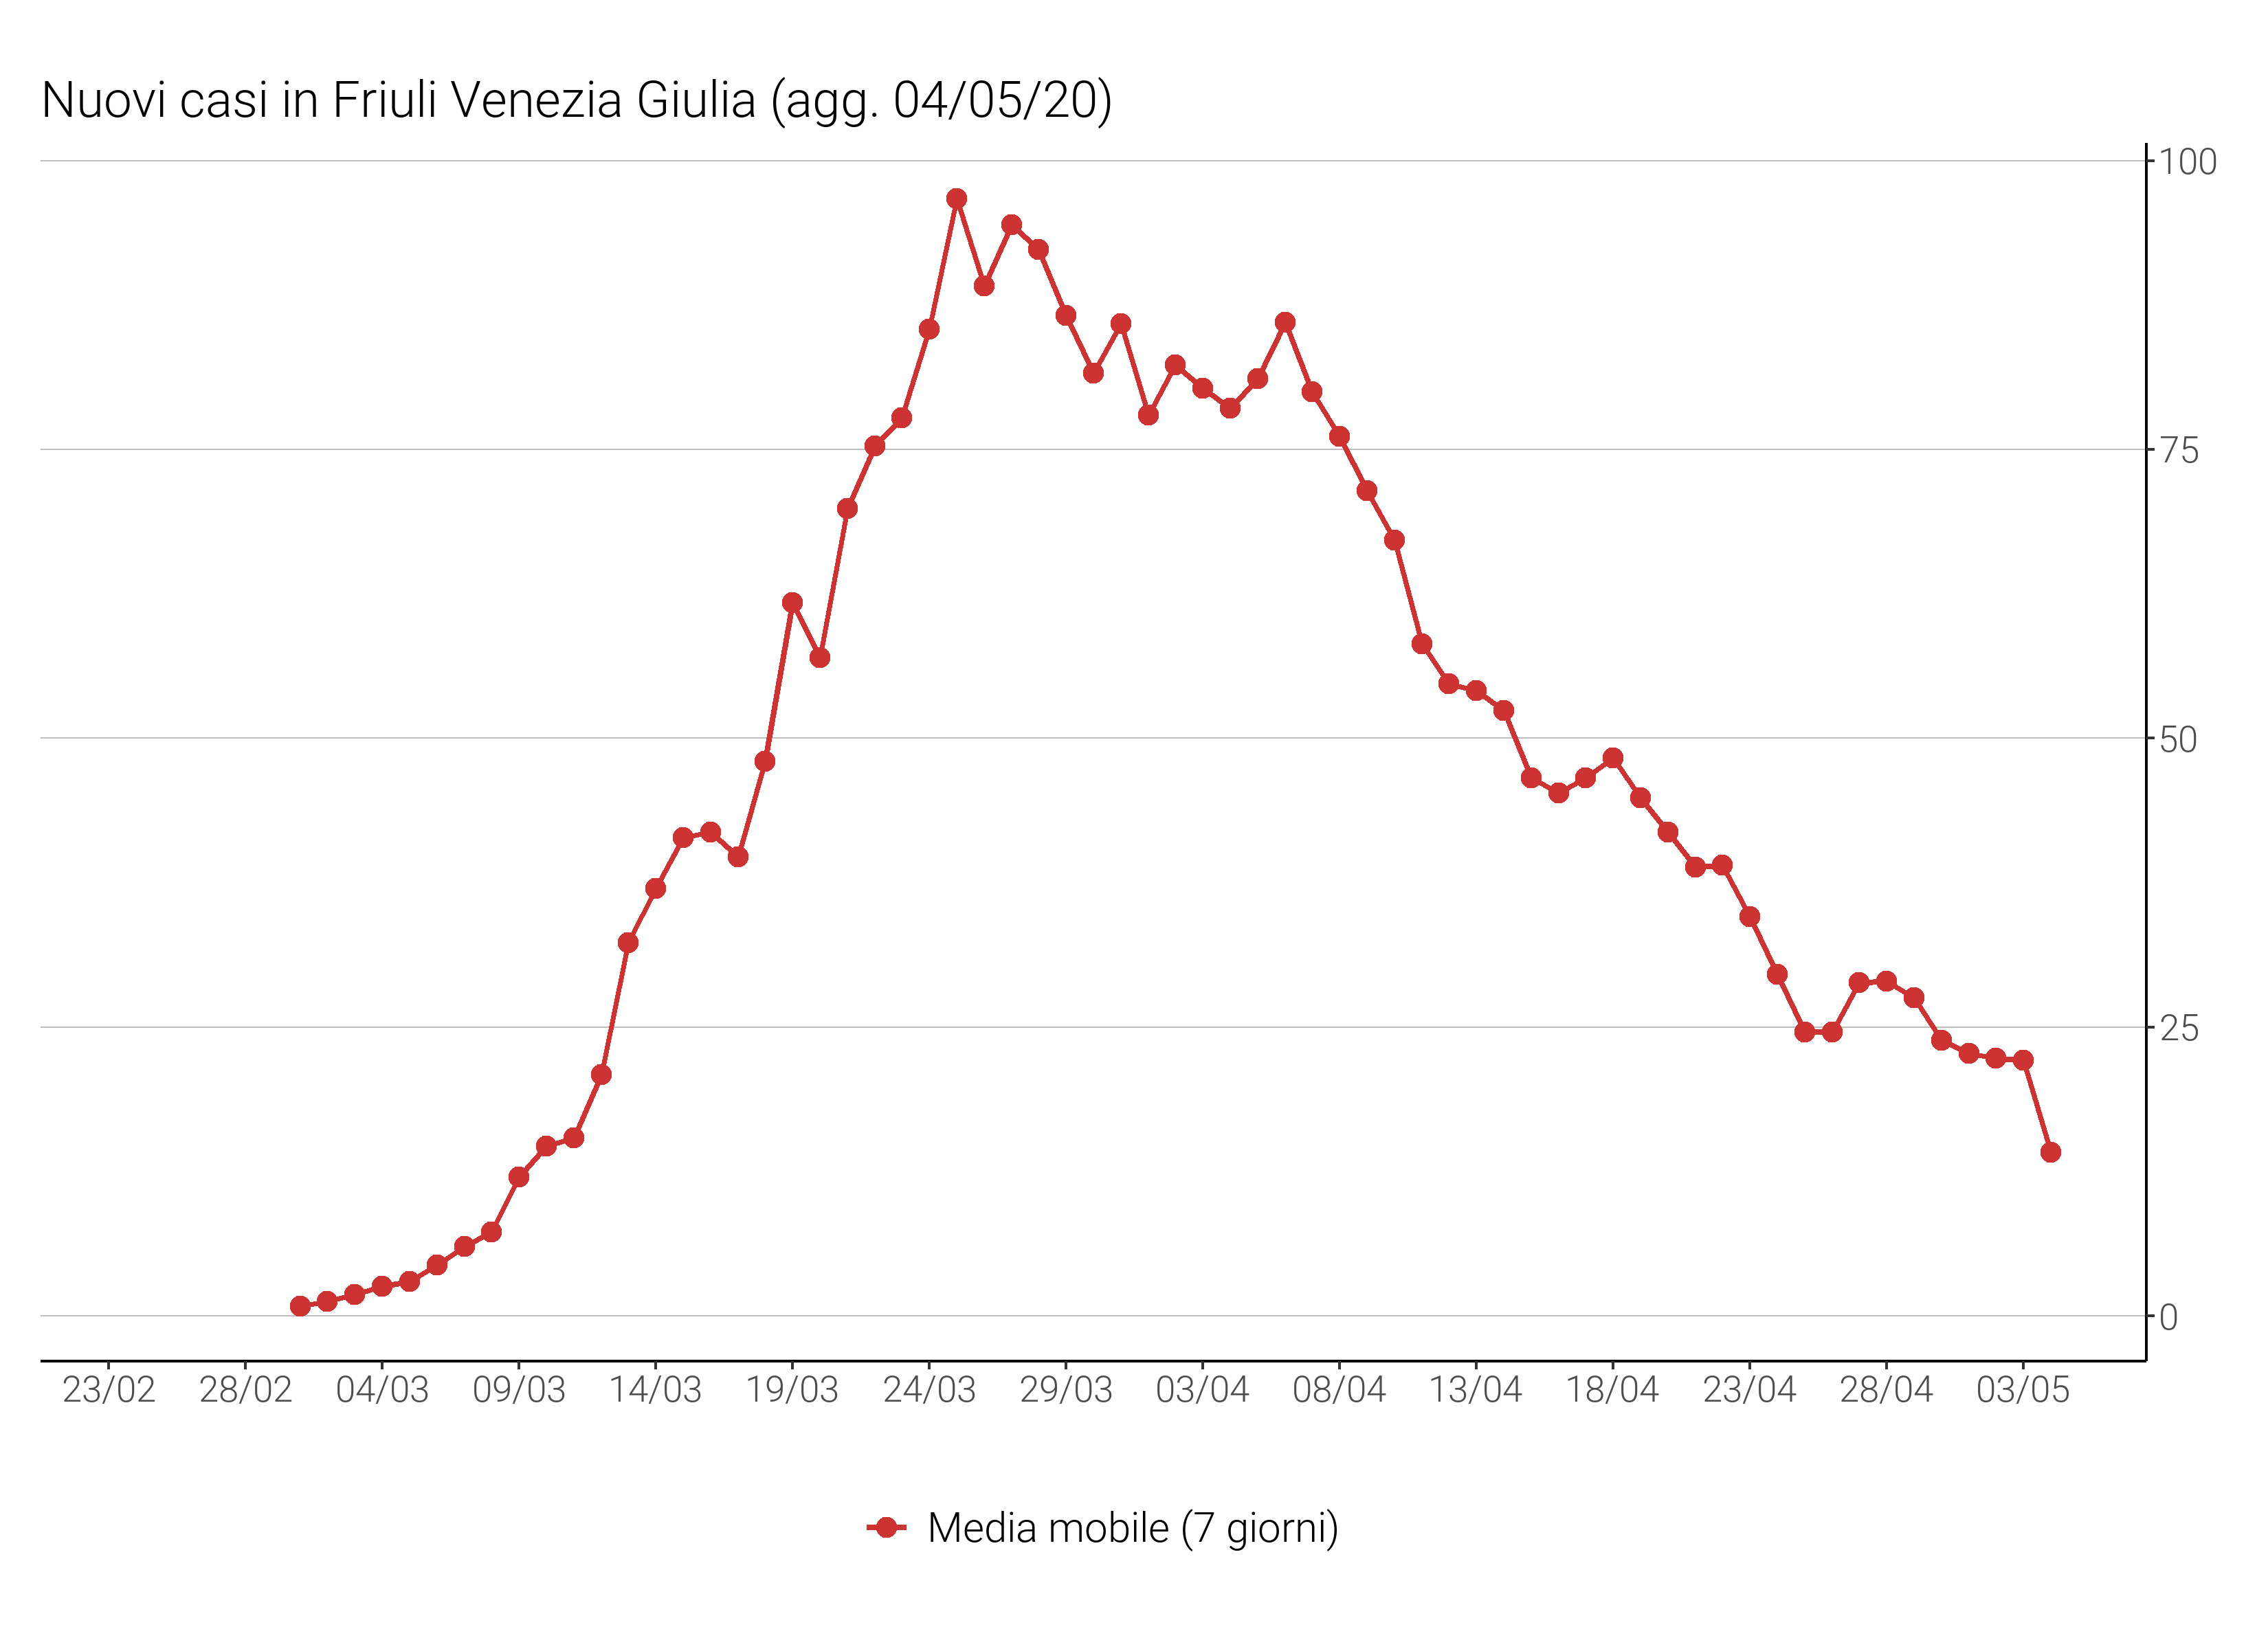 Nuovi casi in Friuli Venezia Giulia (agg. 04/05/20)
100
75
50
25
0
23/02 28/02 04/03 09/03 14/03 19/03 24/03 29/03 03/04 08/04 13/04 18/04 23/04 28/04 03/05
Media mobile (7 giorni)